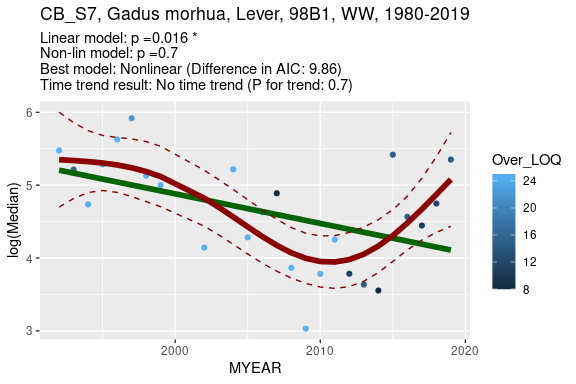 CB_S7, Gadus morhua, Lever, 98B1, WW, 1980-2019
Linear model: p =0.016 *
Non-lin model: p =0.7
Best model: Nonlinear (Difference in AIC: 9.86)
Time trend result: No time trend (P for trend: 0.7)
6
5
4
3
log(Median)
2000
2010
2020
MYEAR
Over_LOQ
24
20
16
12
8